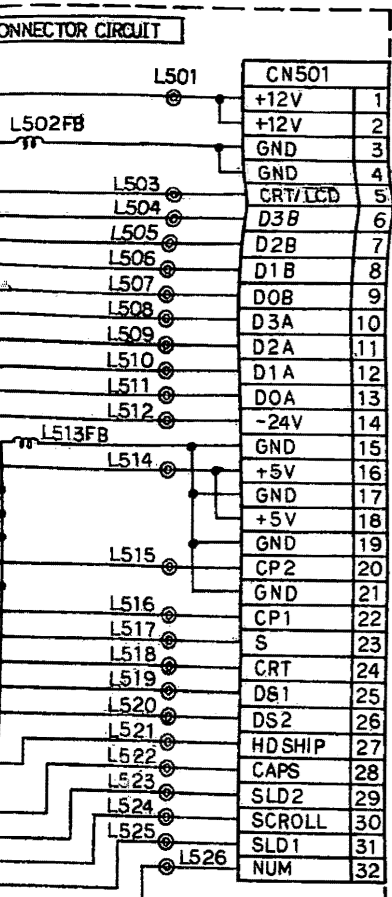 ONNECTOR CIRCUIT
L501 CN501
+12V 1
+12V 2
L502FB
GND 3
GND 4
L503 CRT/LCD 5
L504 D3B 6
L505 D2B 7
L506 D1B 8
L507 D0B 9
L508 D3A 10
L509 D2A 11
L510 D1A 12
L511 D0A 13
L512 -24V 14
L513FB GND 15
L514 +5V 16
GND 17
+5V 18
GND 19
L515 CP2 20
GND 21
L516 CP1 22
L517 S 23
L518 CRT 24
L519 DS1 25
L520 DS2 26
L521 HDSHIP 27
L522 CAPS 28
L523 SLD2 29
L524 SCROLL 30
L525 SLD1 31
L526 NUM 32